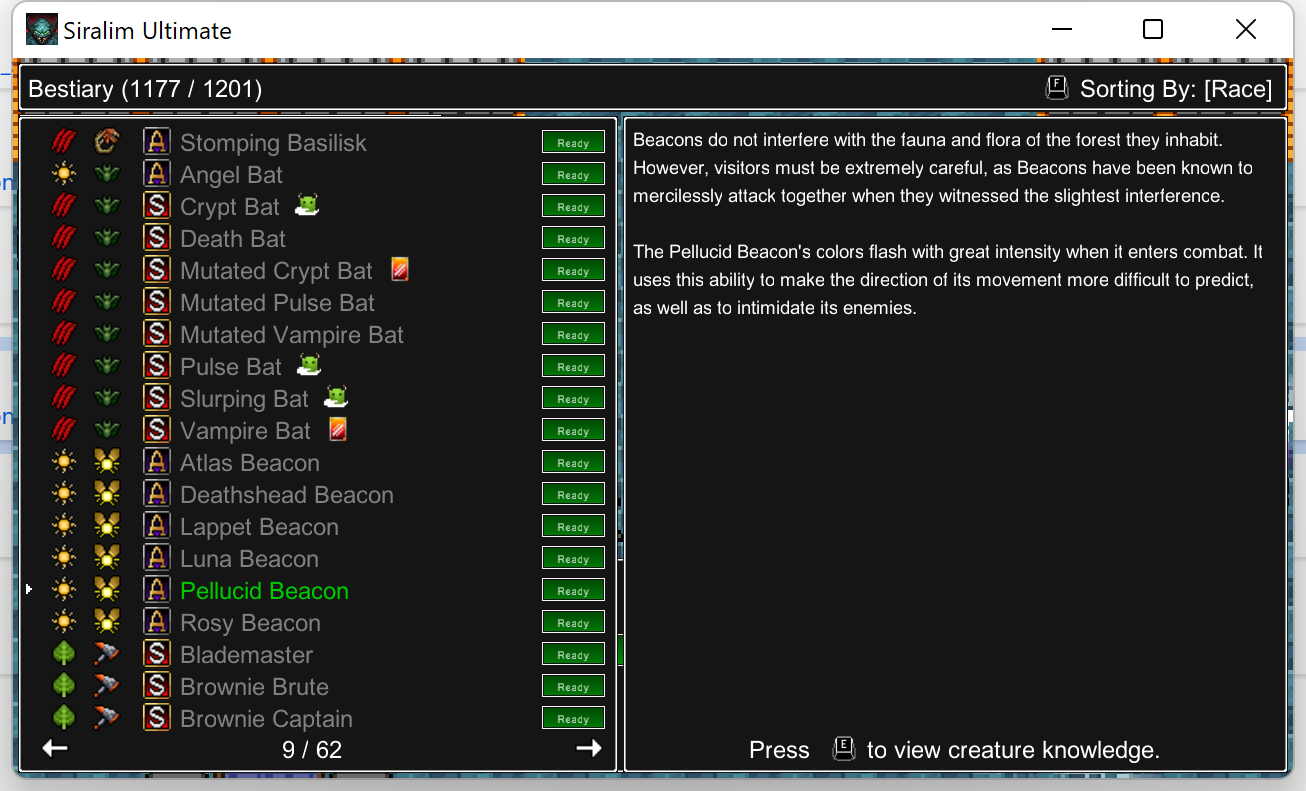 Siralim Ultimate
Bestiary (1177 / 1201)
F Sorting By: [Race]
A Stomping Basilisk Ready
A Angel Bat Ready
S Crypt Bat Ready
S Death Bat Ready
S Mutated Crypt Bat Ready
S Mutated Pulse Bat Ready
S Mutated Vampire Bat Ready
S Pulse Bat Ready
S Slurping Bat Ready
S Vampire Bat Ready
A Atlas Beacon Ready
A Deathshead Beacon Ready
A Lappet Beacon Ready
A Luna Beacon Ready
A Pellucid Beacon Ready
A Rosy Beacon Ready
S Blademaster Ready
S Brownie Brute Ready
S Brownie Captain Ready
9 / 62
Beacons do not interfere with the fauna and flora of the forest they inhabit.
However, visitors must be extremely careful, as Beacons have been known to
mercilessly attack together when they witnessed the slightest interference.
The Pellucid Beacon's colors flash with great intensity when it enters combat. It
uses this ability to make the direction of its movement more difficult to predict,
as well as to intimidate its enemies.
Press E to view creature knowledge.